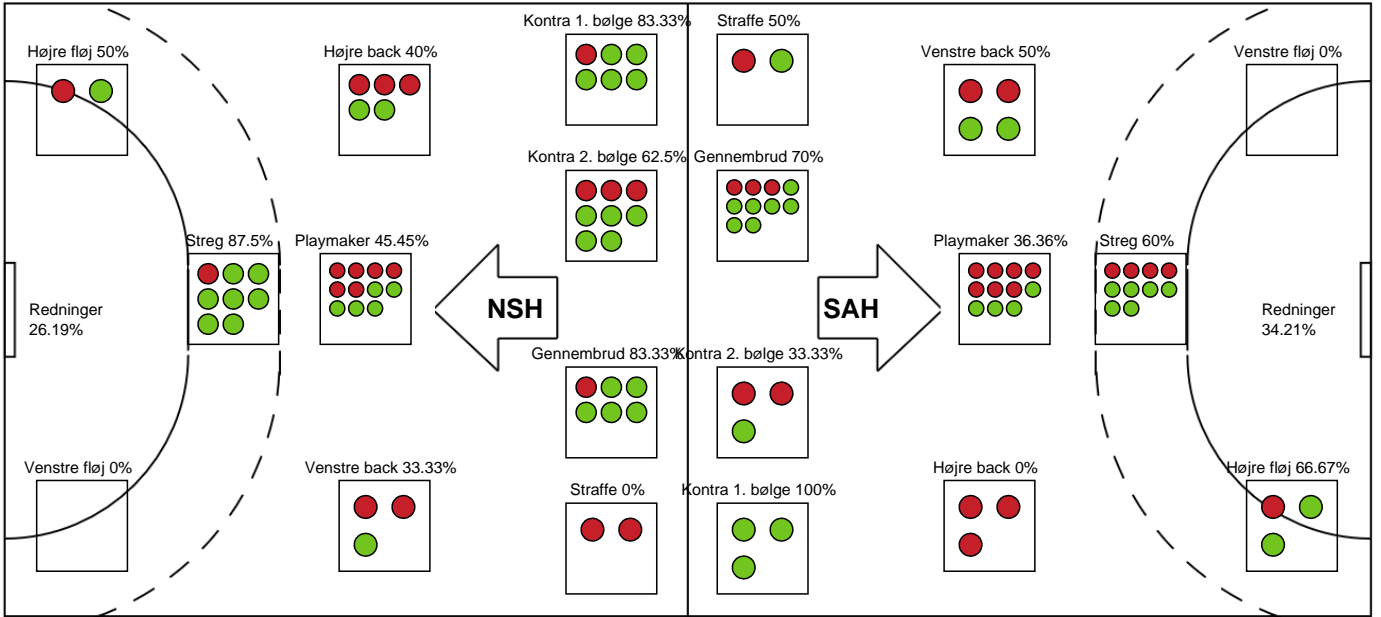 Kontra 1. bølge 83.33%
Straffe 50%
Højre fløj 50%
Højre back 40%
Venstre back 50%
Venstre fløj 0%
Kontra 2. bølge 62.5%
Gennembrud 70%
Streg 87.5%
Playmaker 45.45%
Playmaker 36.36%
Streg 60%
Redninger
26.19%
NSH
SAH
Redninger
34.21%
Gennembrud 83.33%
Kontra 2. bølge 33.33%
Venstre fløj 0%
Venstre back 33.33%
Højre back 0%
Højre fløj 66.67%
Straffe 0%
Kontra 1. bølge 100%